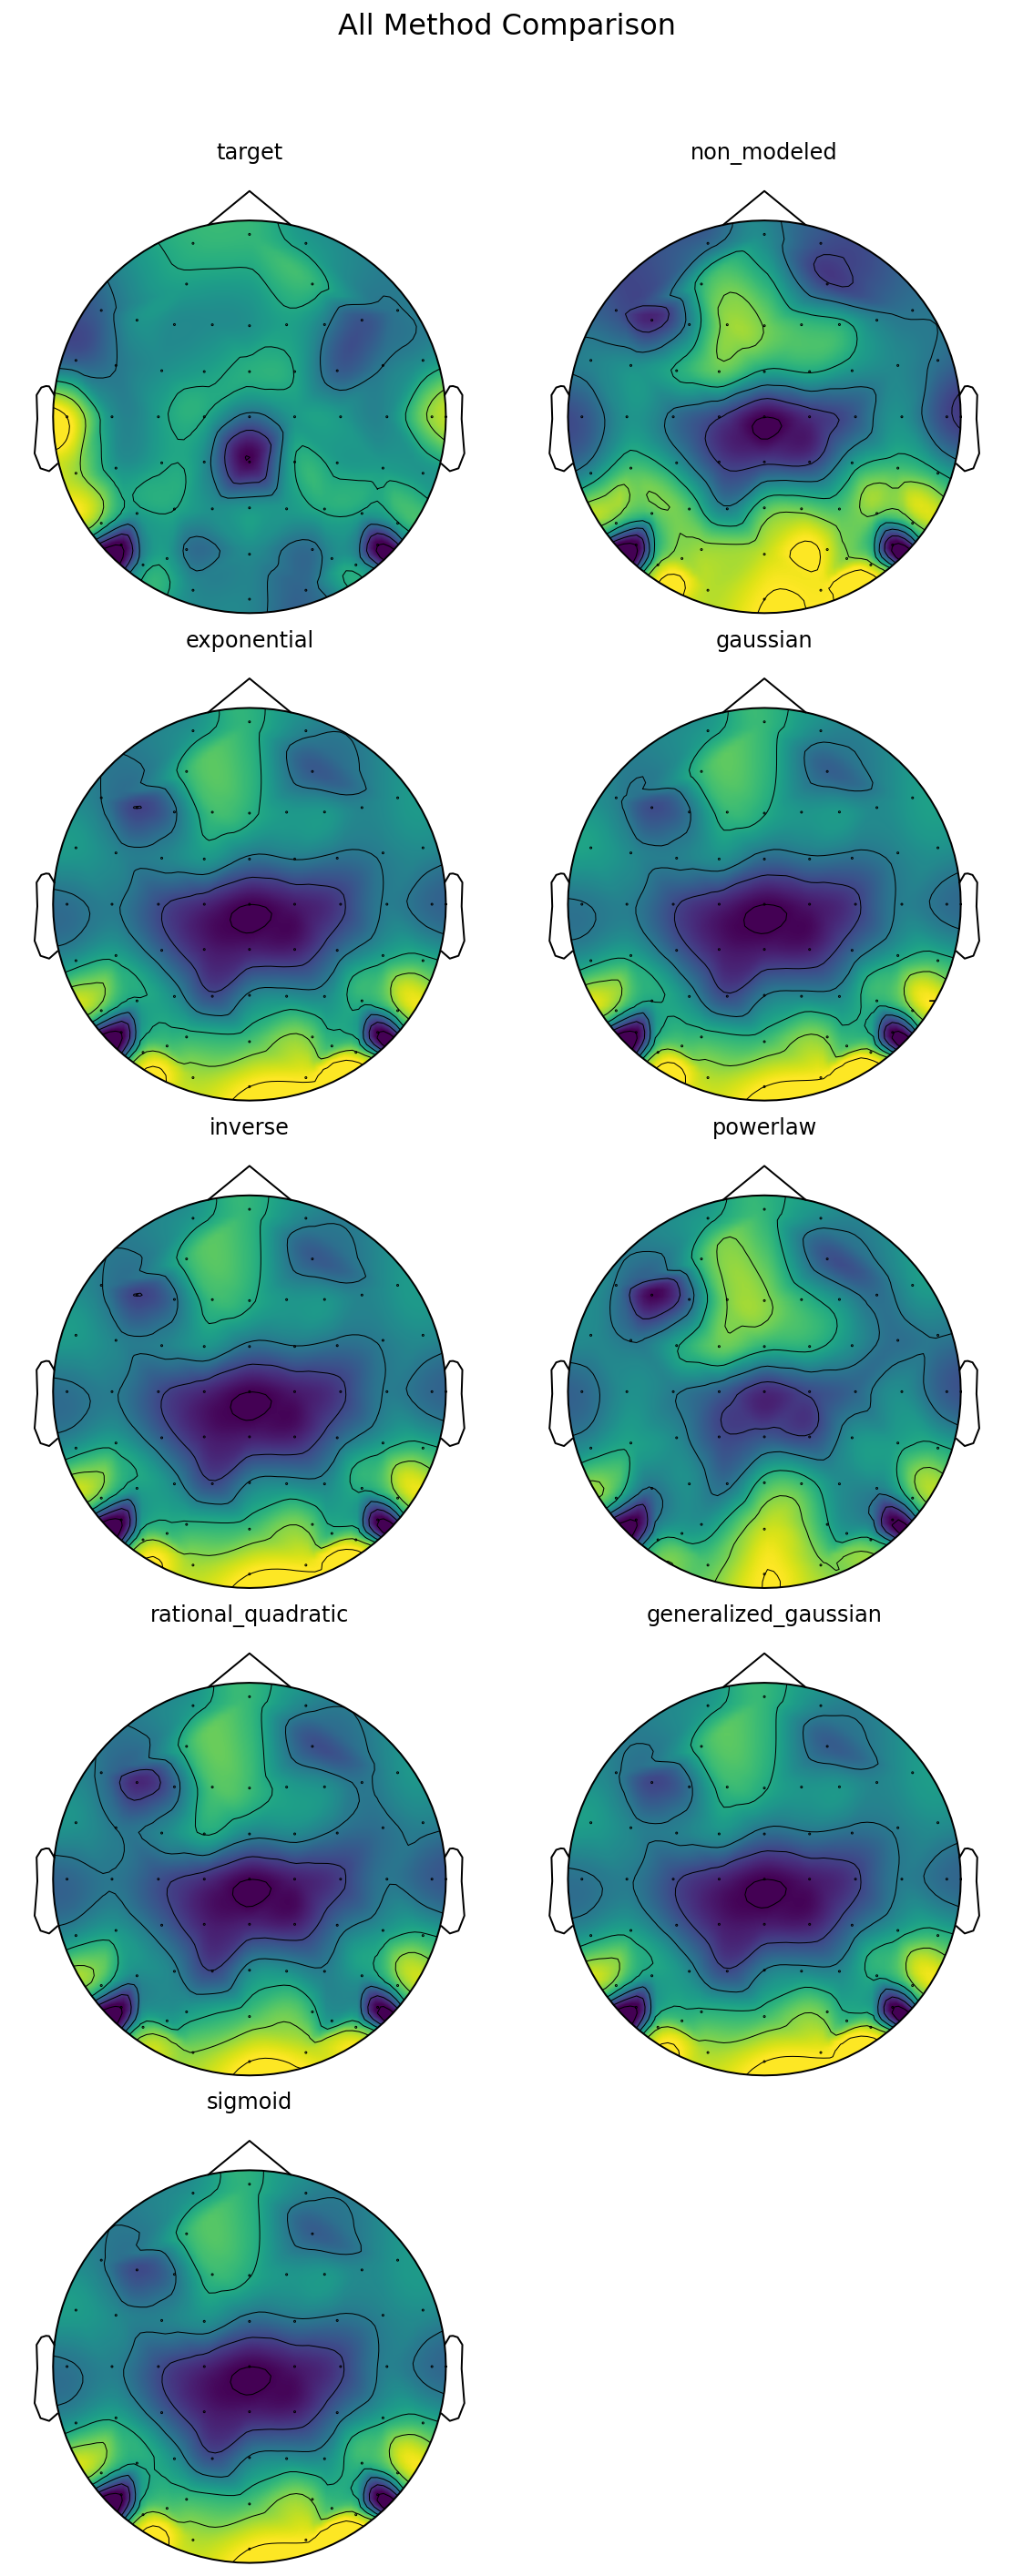 All Method Comparison
target
non_modeled
exponential
gaussian
inverse
powerlaw
rational_quadratic
generalized_gaussian
sigmoid